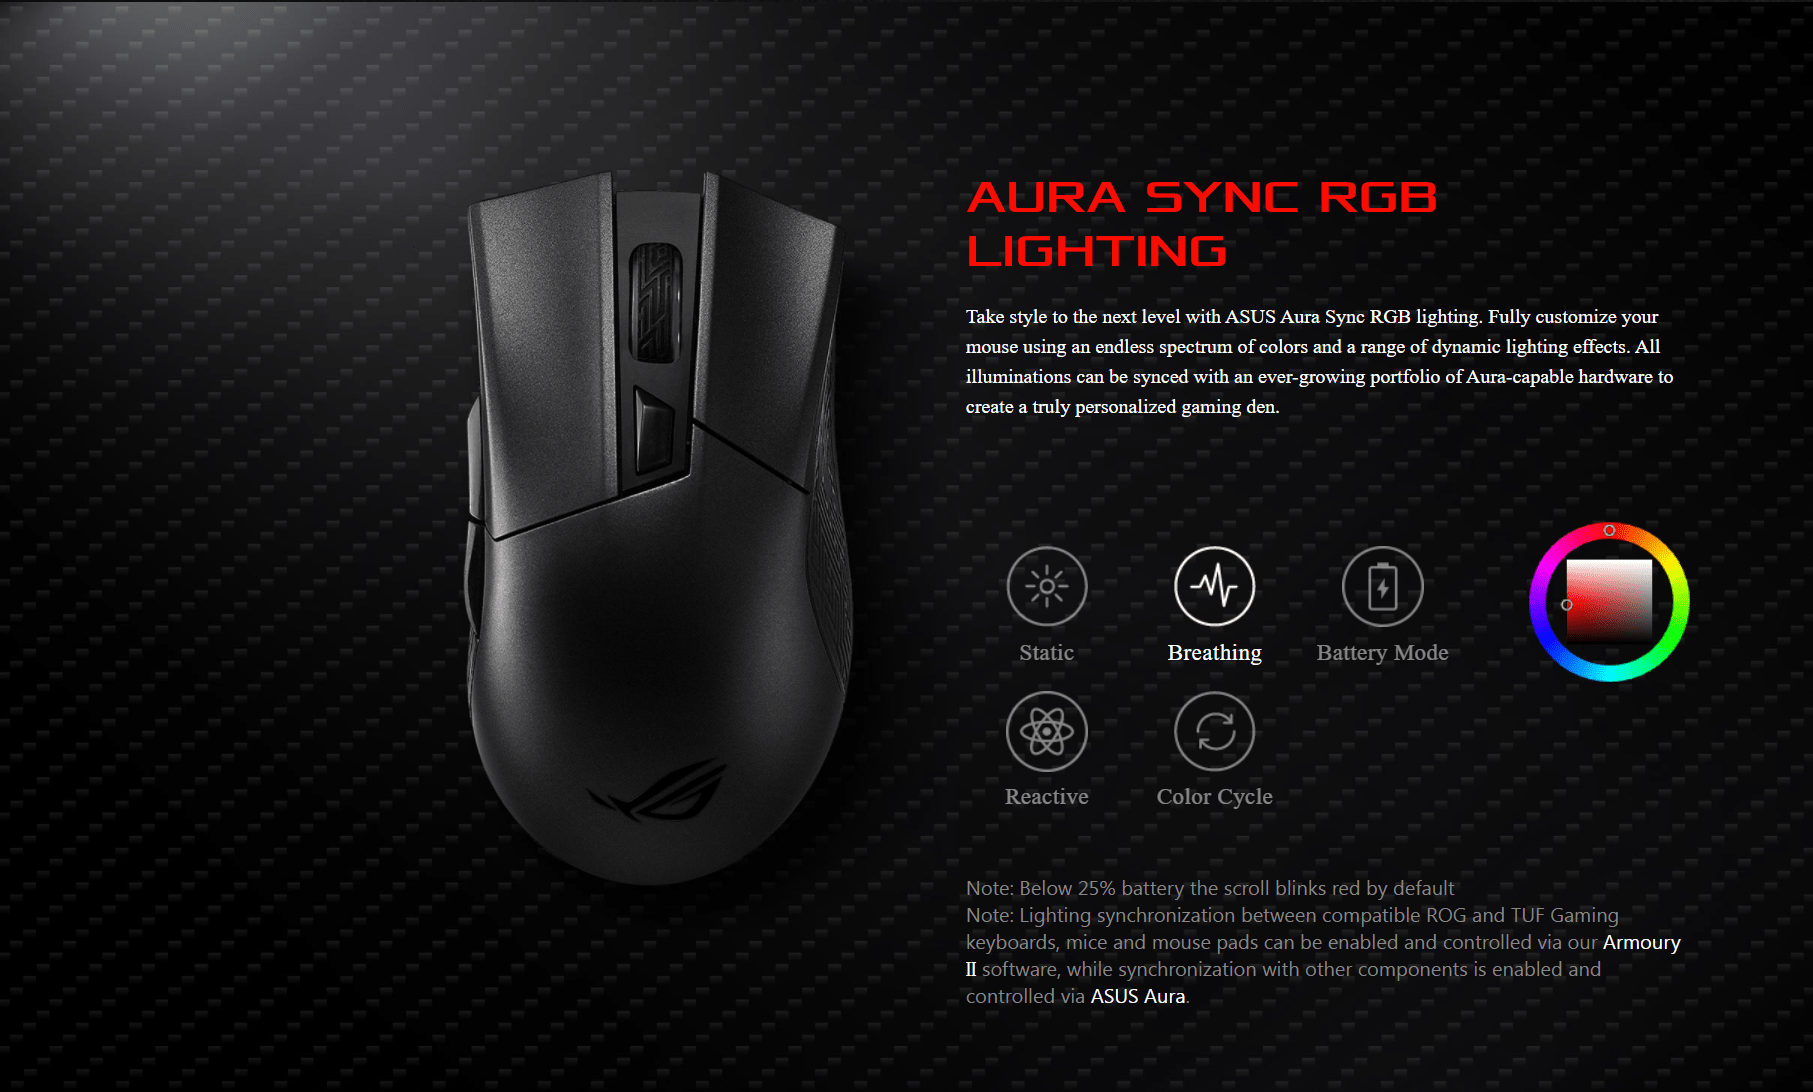 AURA SYNC RGB
LIGHTING
Take style to the next level with ASUS Aura Sync RGB lighting. Fully customize your
mouse using an endless spectrum of colors and a range of dynamic lighting effects. All
illuminations can be synced with an ever-growing portfolio of Aura-capable hardware to
create a truly personalized gaming den.
Static
Breathing
Battery Mode
Reactive
Color Cycle
Note: Below 25% battery the scroll blinks red by default
Note: Lighting synchronization between compatible ROG and TUF Gaming
keyboards, mice and mouse pads can be enabled and controlled via our Armoury
II software, while synchronization with other components is enabled and
controlled via ASUS Aura.